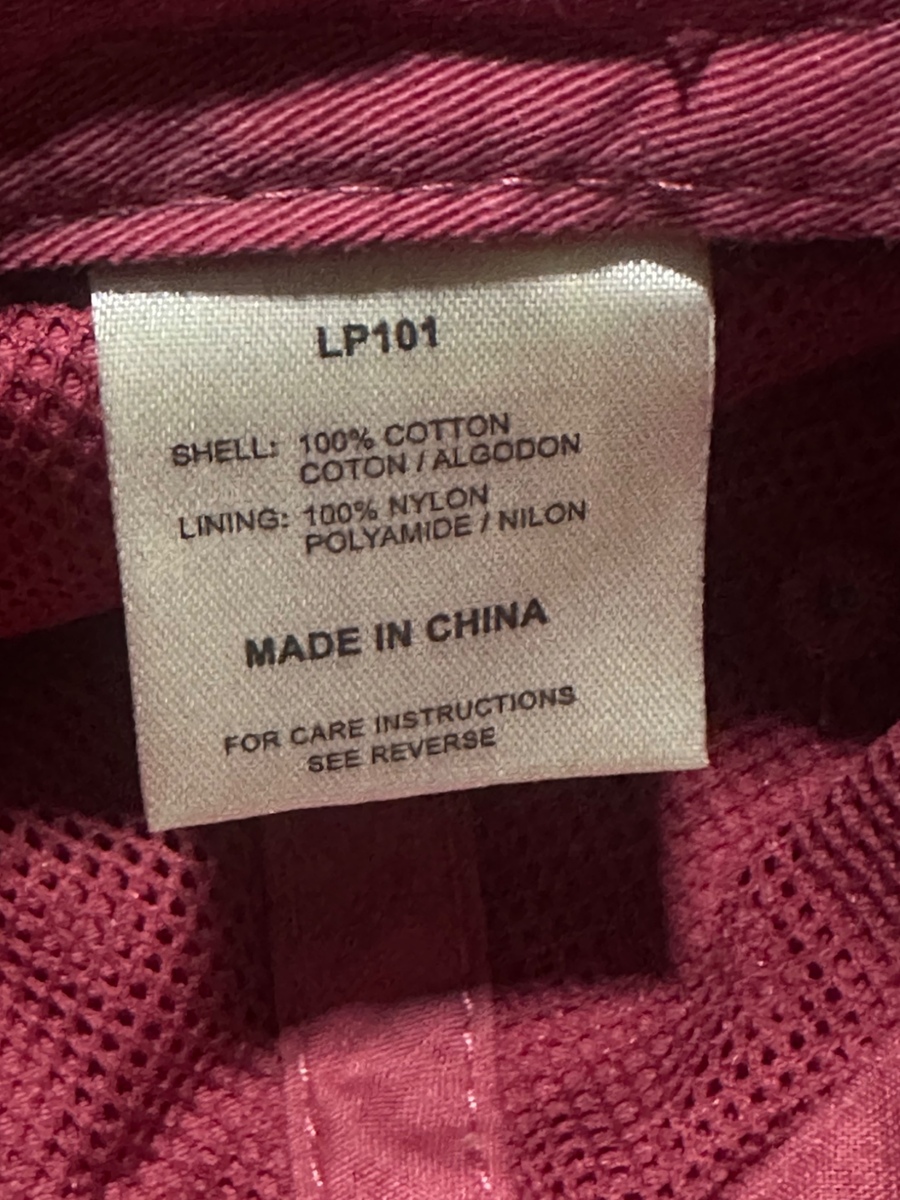 LP101
SHELL: 100% COTTON
COTON / ALGODON
LINING: 100% NYLON
POLYAMIDE / NILON
MADE IN CHINA
FOR CARE INSTRUCTIONS
SEE REVERSE